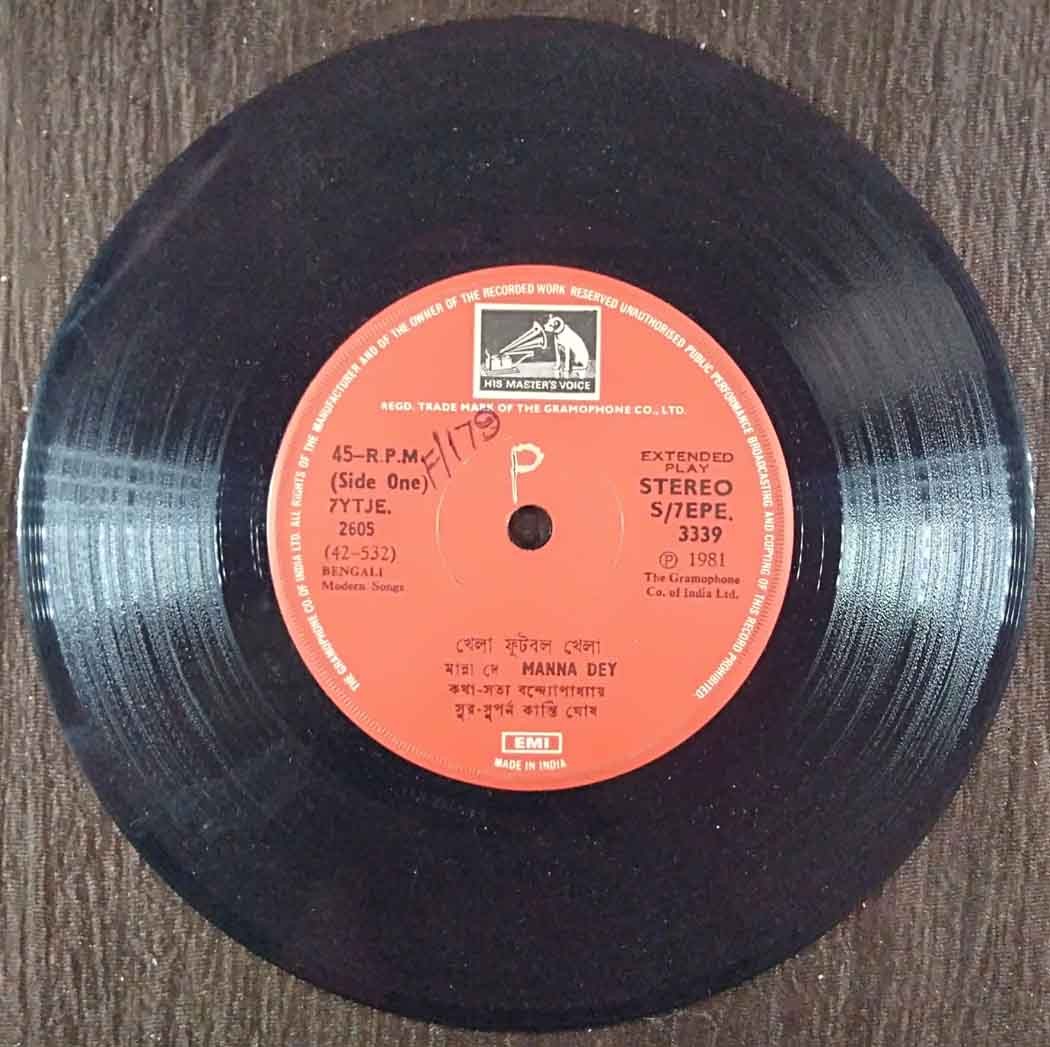 THE GRAMOPHONE CO OF INDIA LTD. ALL RIGHTS OF THE MANUFACTURER AND OF THE OWNER OF THE RECORDED WORK RESERVED UNAUTHORISED PUBLIC PERFORMANCE BROADCASTING AND COPYING OF THIS RECORD PROHIBITED
HIS MASTER'S VOICE
REGD. TRADE MARK OF THE GRAMOPHONE CO., LTD.
F/179
P
45-R.P.M.
(Side One)
7YTJE.
2605
(42-532)
BENGALI
Modern Songs
EXTENDED
PLAY
STEREO
S/7EPE.
3339
Ⓟ 1981
The Gramophone
Co. of India Ltd.
খেলা ফূটবল খেলা
মান্না দে MANNA DEY
কথা-সত্য বন্দ্যোপাধ্যায়
সুর-সুপর্ন কান্তি ঘোষ
EMI
MADE IN INDIA